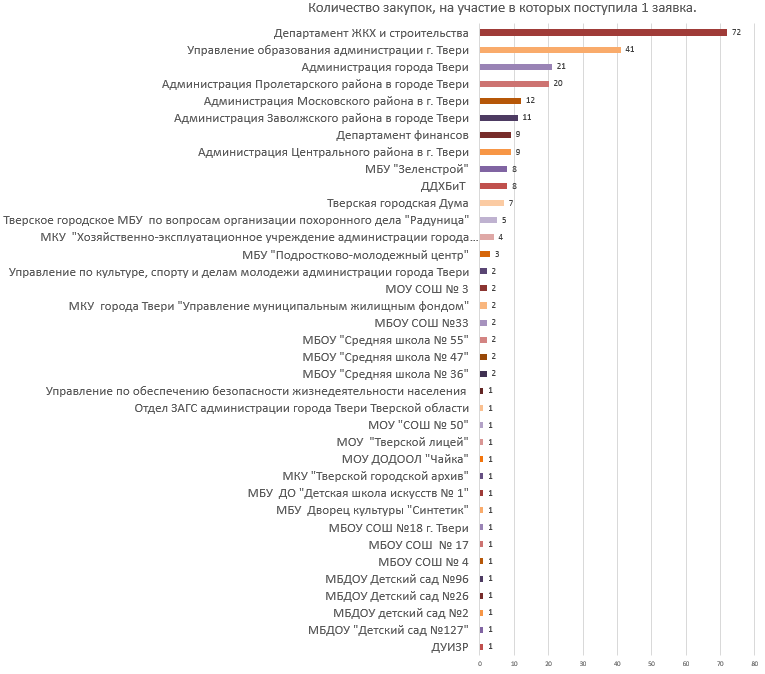 Количество закупок, на участие в которых поступила 1 заявка.
Департамент ЖКХ и строительства 72
Управление образования администрации г. Твери 41
Администрация города Твери 21
Администрация Пролетарского района в городе Твери 20
Администрация Московского района в г. Твери 12
Администрация Заволжского района в городе Твери 11
Департамент финансов 9
Администрация Центрального района в г. Твери 9
МБУ "Зеленстрой" 8
ДДХБиТ 8
Тверская городская Дума 7
Тверское городское МБУ по вопросам организации похоронного дела "Радуница" 5
МКУ "Хозяйственно-эксплуатационное учреждение администрации города... 4
МБУ "Подростково-молодежный центр" 3
Управление по культуре, спорту и делам молодежи администрации города Твери 2
МОУ СОШ № 3 2
МКУ города Твери "Управление муниципальным жилищным фондом" 2
МБОУ СОШ №33 2
МБОУ "Средняя школа № 55" 2
МБОУ "Средняя школа № 47" 2
МБОУ "Средняя школа № 36" 2
Управление по обеспечению безопасности жизнедеятельности населения 1
Отдел ЗАГС администрации города Твери Тверской области 1
МОУ "СОШ № 50" 1
МОУ "Тверской лицей" 1
МОУ ДОДООЛ "Чайка" 1
МКУ "Тверской городской архив" 1
МБУ ДО "Детская школа искусств № 1" 1
МБУ Дворец культуры "Синтетик" 1
МБОУ СОШ №18 г. Твери 1
МБОУ СОШ № 17 1
МБОУ СОШ № 4 1
МБДОУ Детский сад №96 1
МБДОУ Детский сад №26 1
МБДОУ детский сад №2 1
МБДОУ "Детский сад №127" 1
ДУИЗР 1
0 10 20 30 40 50 60 70 80